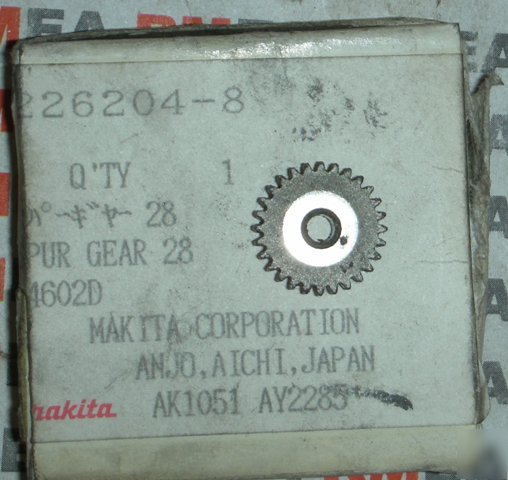 226204-8
Q'TY 1
パーギヤー 28
PUR GEAR 28
4602D
MAKITA CORPORATION
ANJO,AICHI,JAPAN
makita AK1051 AY2285